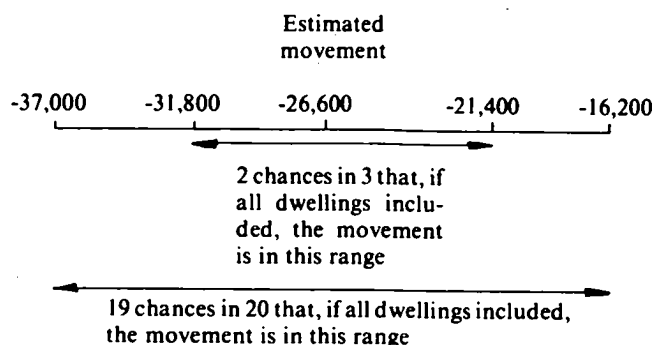 Estimated
movement
-37,000 -31,800 -26,600 -21,400 -16,200
2 chances in 3 that, if
all dwellings inclu-
ded, the movement
is in this range
19 chances in 20 that, if all dwellings included,
the movement is in this range